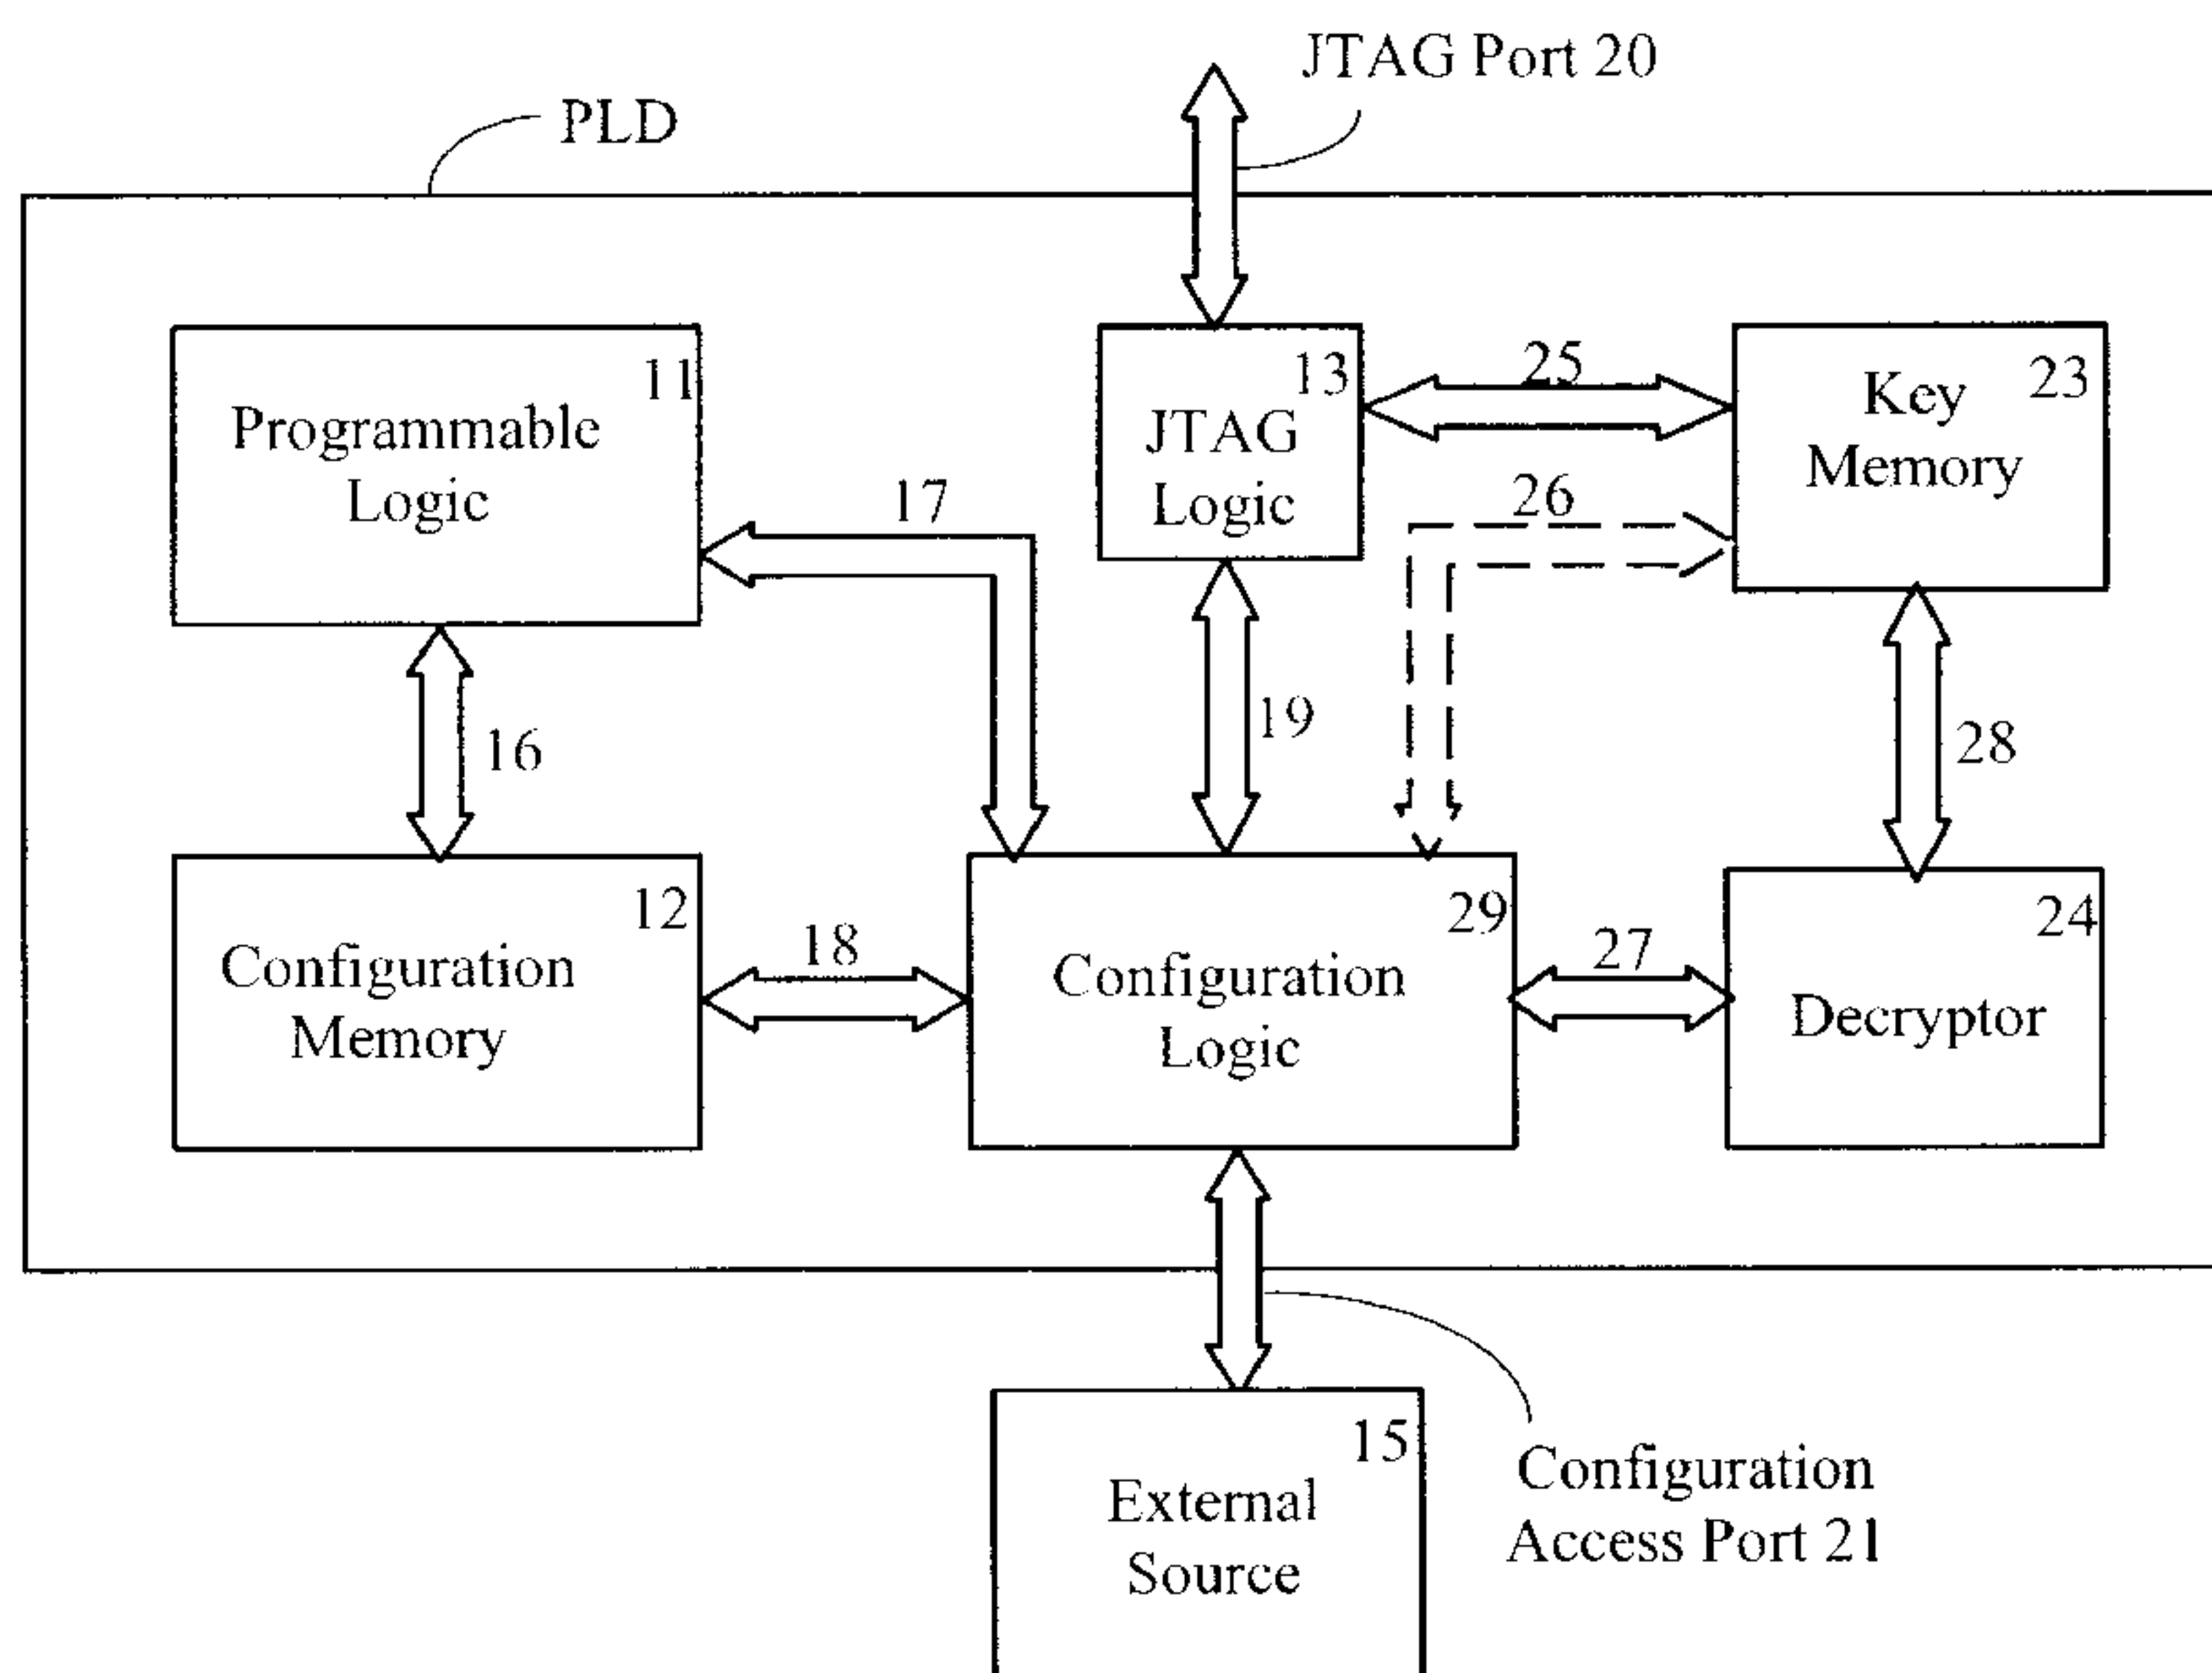 JTAG Port 20
PLD
11
Programmable
Logic
13
JTAG
Logic
25
23
Key
Memory
17
26
16
19
28
12
Configuration
Memory
18
29
Configuration
Logic
27
24
Decryptor
15
External
Source
Configuration
Access Port 21